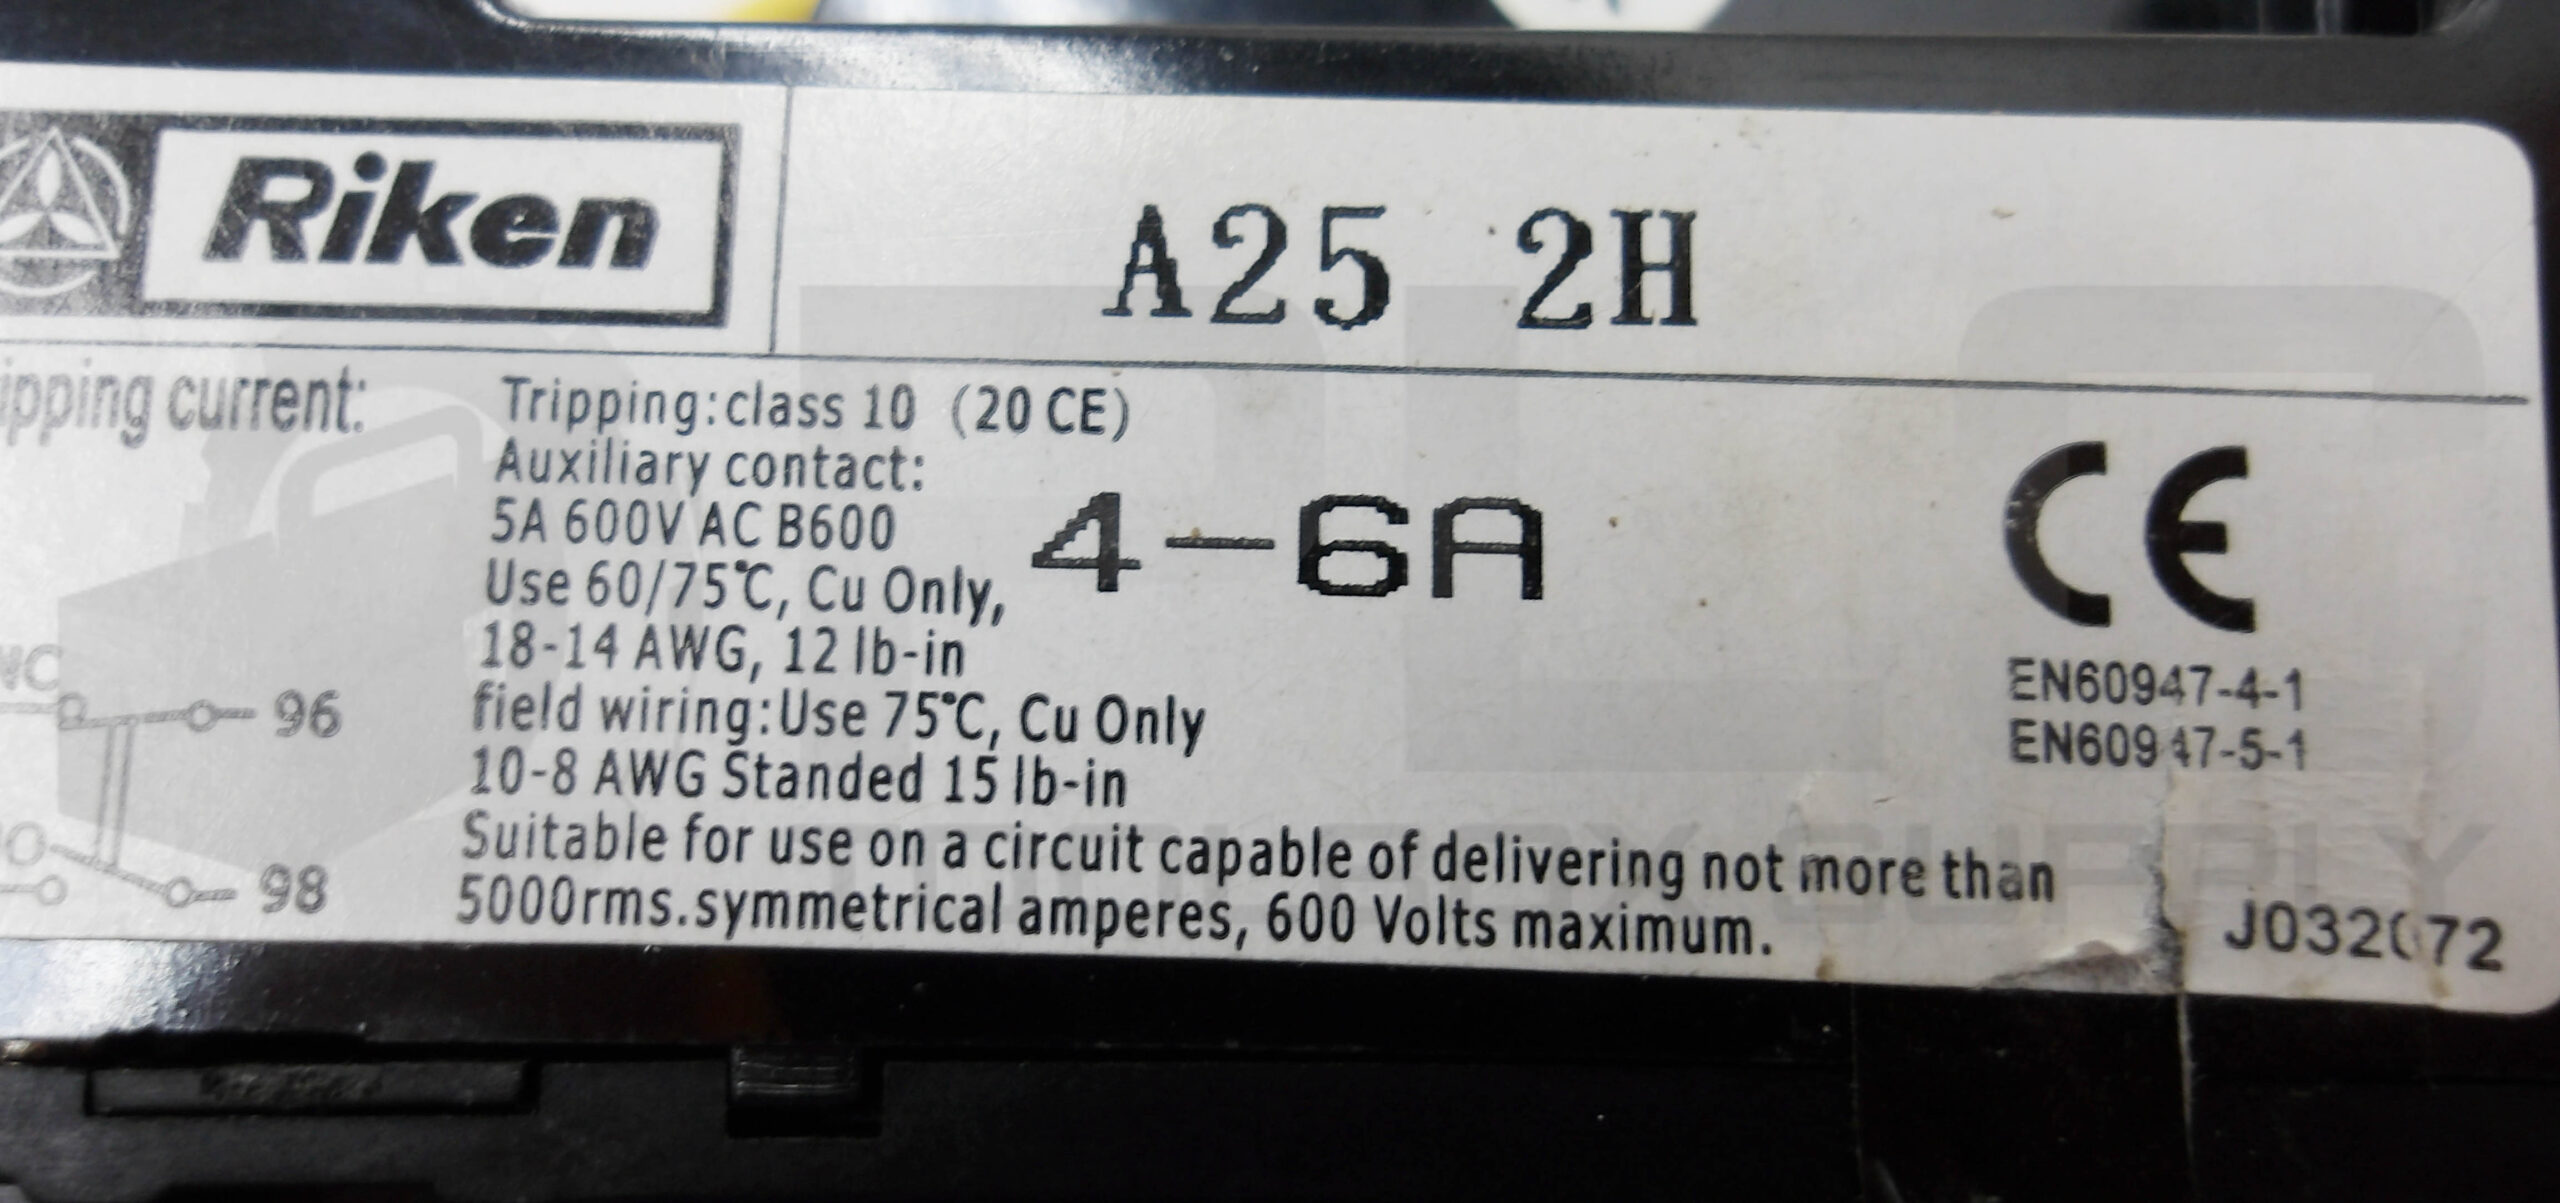 Riken
A25 2H
ipping current:
Tripping:class 10 (20 CE)
Auxiliary contact:
5A 600V AC B600
Use 60/75℃, Cu Only,
18-14 AWG, 12 lb-in
field wiring:Use 75℃, Cu Only
10-8 AWG Standed 15 lb-in
Suitable for use on a circuit capable of delivering not more than
5000rms.symmetrical amperes, 600 Volts maximum.
4-6A
CE
EN60947-4-1
EN60947-5-1
NC
96
98
SUPPLY